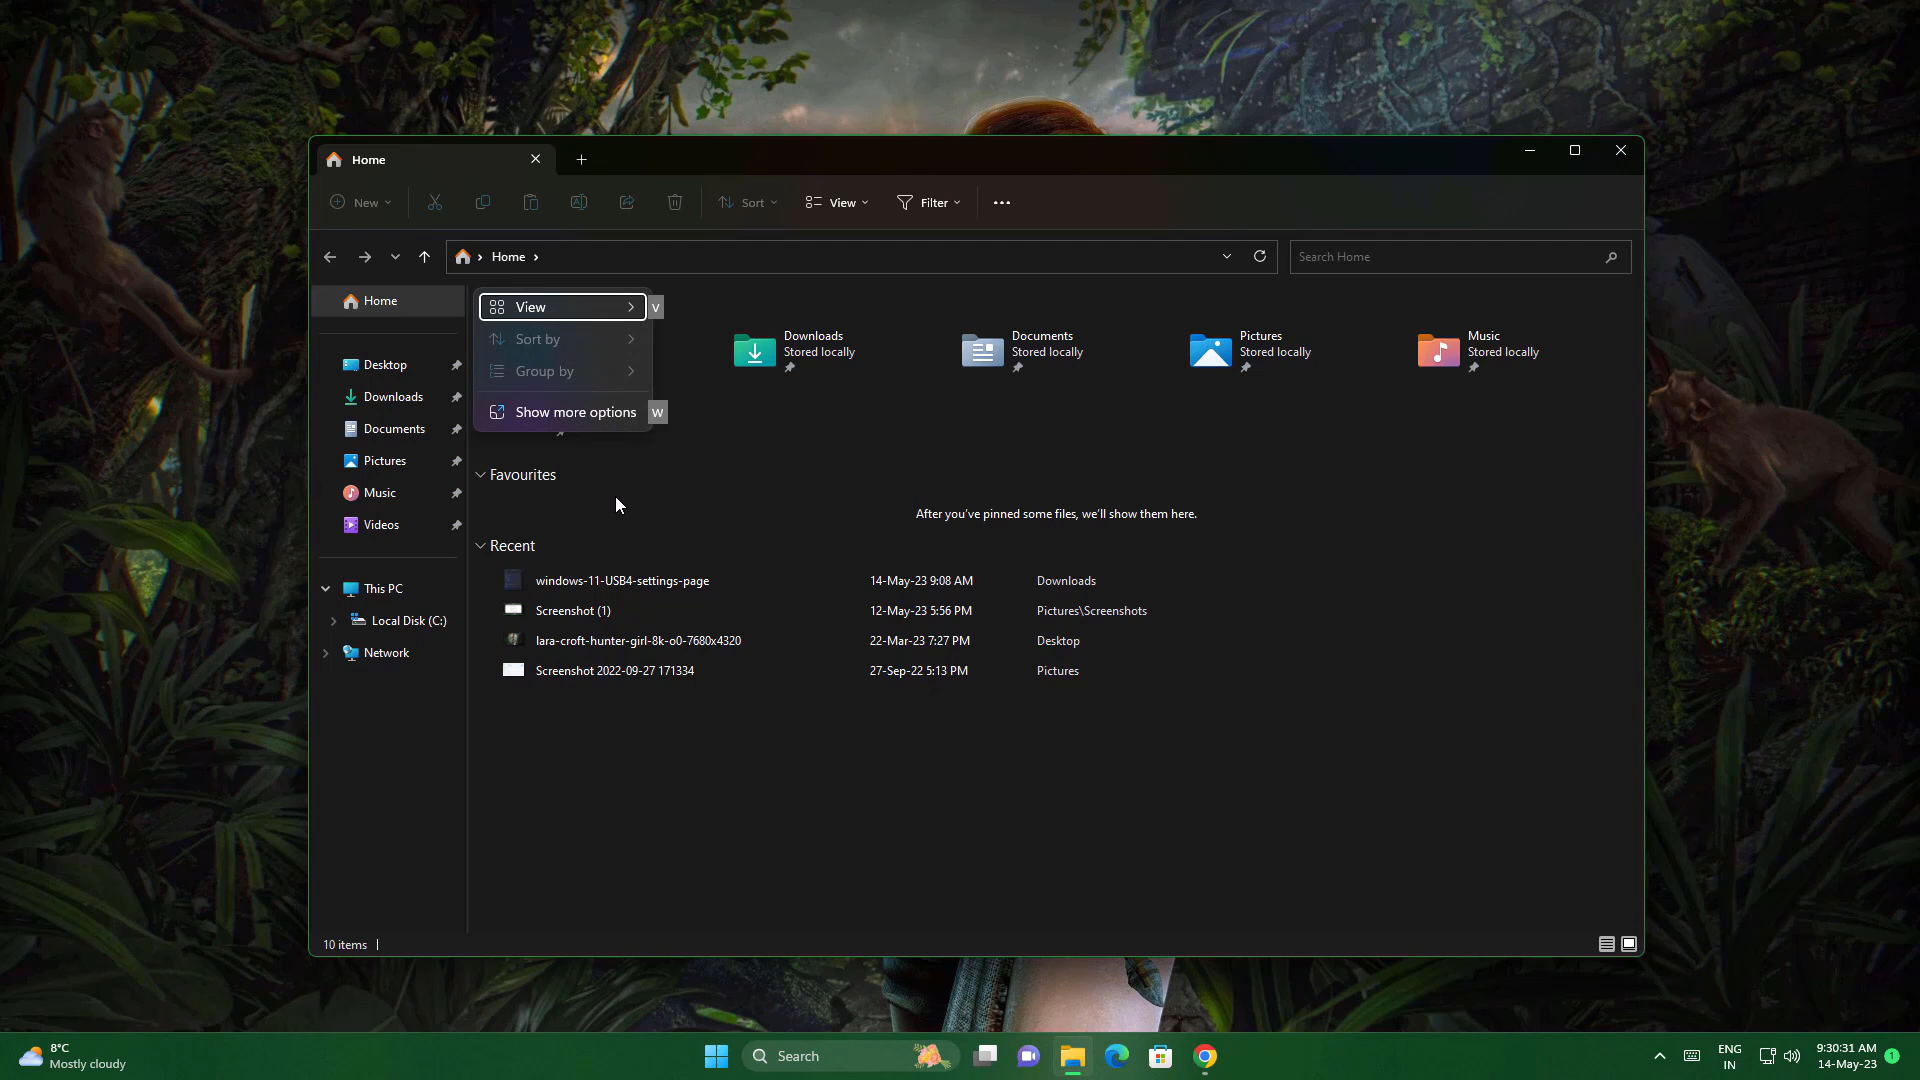 Home
New
Sort
View
Filter
Home
Search Home
Home
Desktop
Downloads
Documents
Pictures
Music
Videos
This PC
Local Disk (C:)
Network
View
V
Sort by
Group by
Show more options
W
Downloads
Stored locally
Documents
Stored locally
Pictures
Stored locally
Music
Stored locally
Favourites
After you've pinned some files, we'll show them here.
Recent
windows-11-USB4-settings-page 14-May-23 9:08 AM Downloads
Screenshot (1) 12-May-23 5:56 PM Pictures\Screenshots
lara-croft-hunter-girl-8k-o0-7680x4320 22-Mar-23 7:27 PM Desktop
Screenshot 2022-09-27 171334 27-Sep-22 5:13 PM Pictures
10 items
8°C
Mostly cloudy
Search
ENG
IN
9:30:31 AM
14-May-23
1